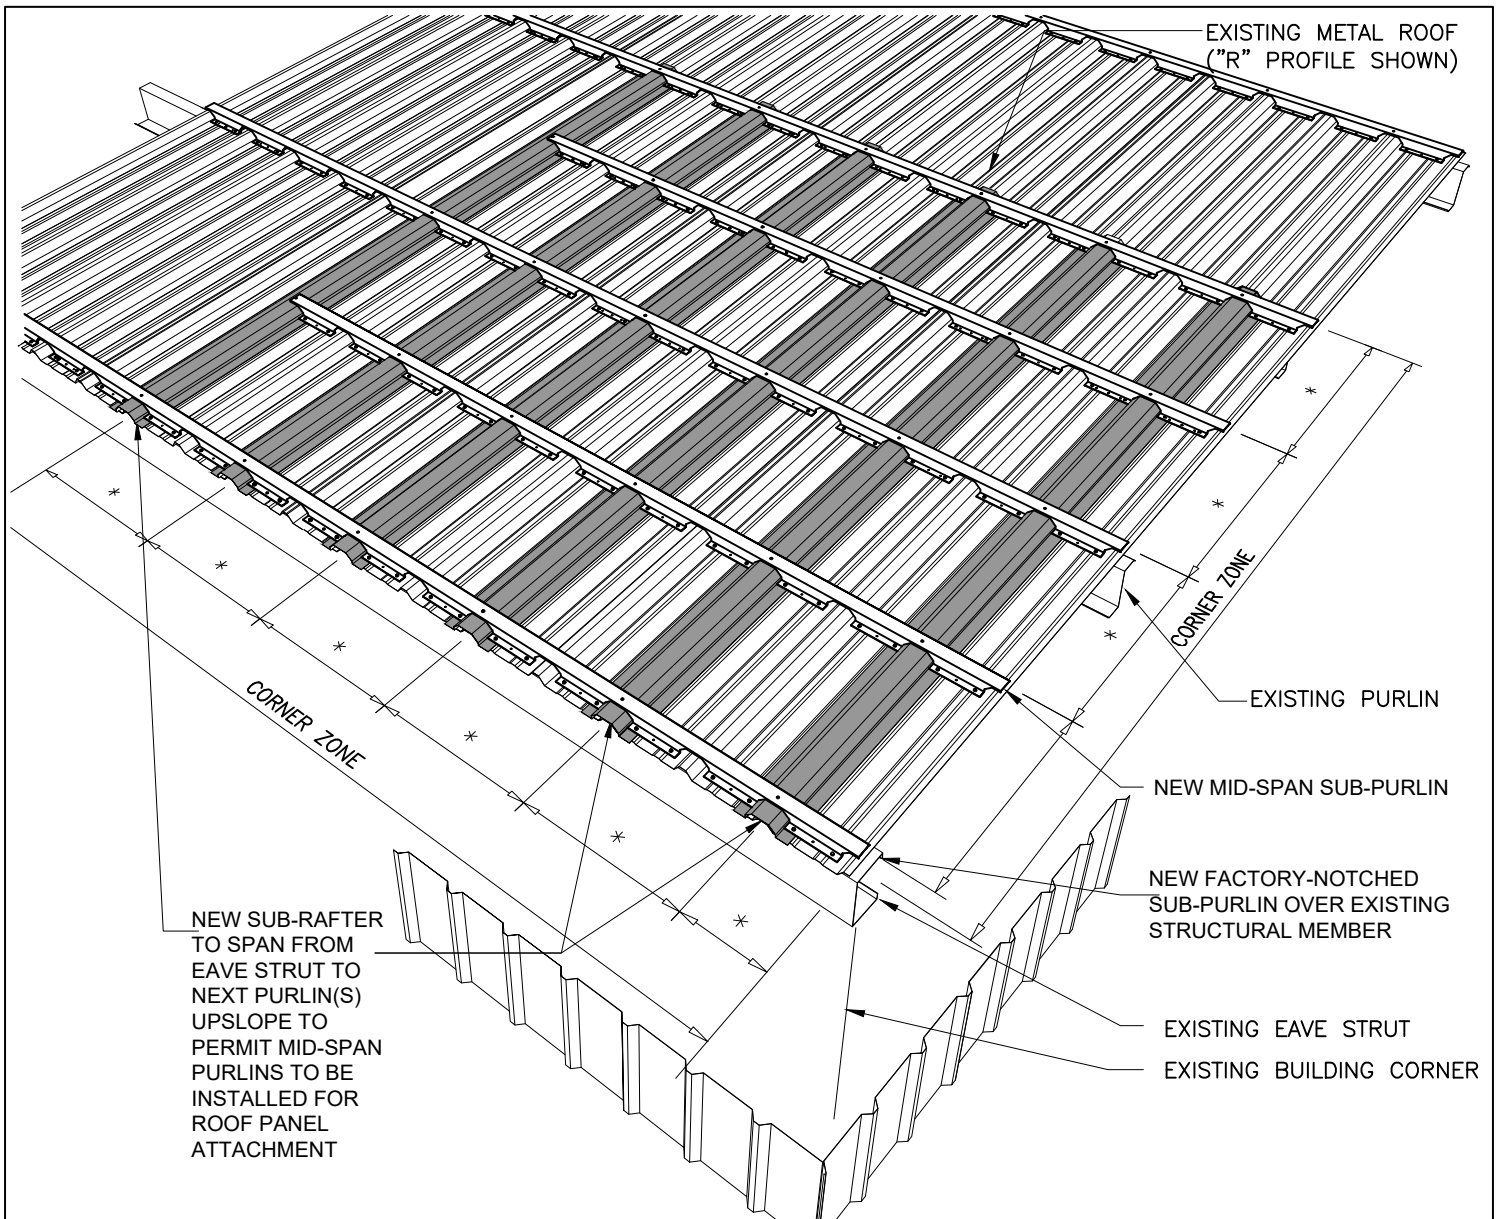 EXISTING METAL ROOF
("R" PROFILE SHOWN)
CORNER ZONE
EXISTING PURLIN
CORNER ZONE
NEW MID-SPAN SUB-PURLIN
NEW FACTORY-NOTCHED
SUB-PURLIN OVER EXISTING
STRUCTURAL MEMBER
NEW SUB-RAFTER
TO SPAN FROM
EAVE STRUT TO
NEXT PURLIN(S)
UPSLOPE TO
PERMIT MID-SPAN
PURLINS TO BE
INSTALLED FOR
ROOF PANEL
ATTACHMENT
EXISTING EAVE STRUT
EXISTING BUILDING CORNER